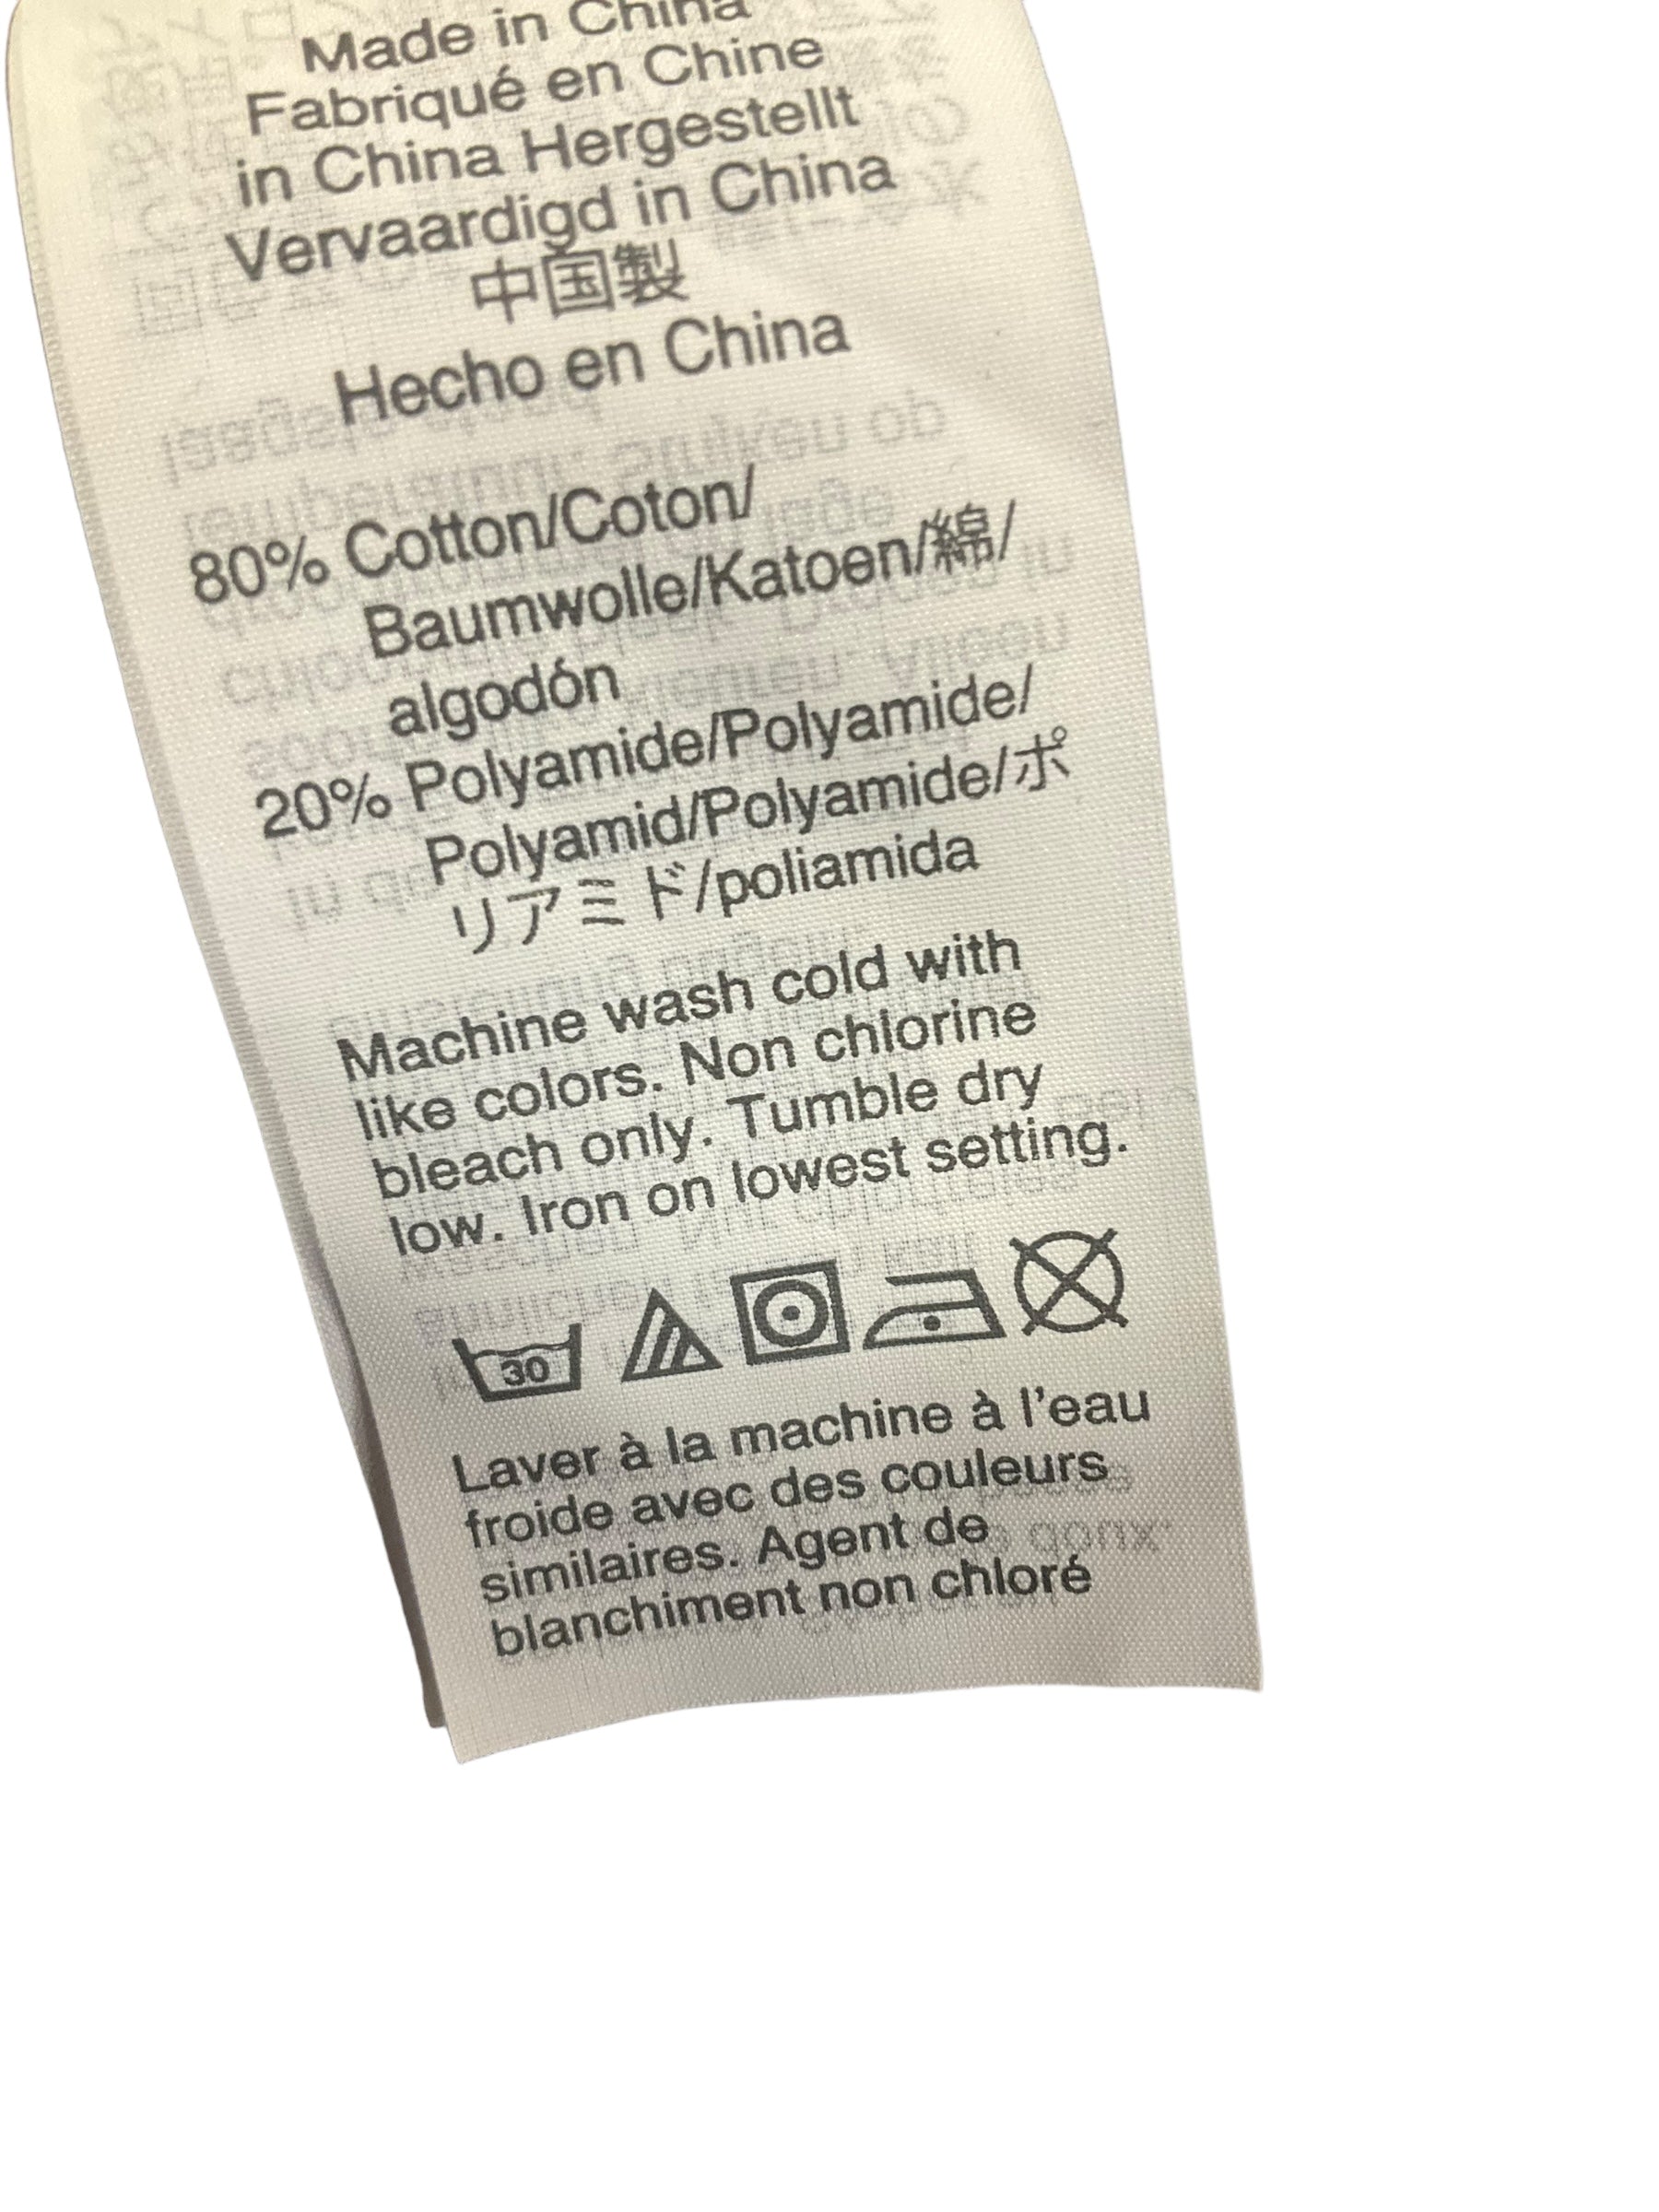 Made in China
Fabriqué en Chine
in China Hergestellt
Vervaardigd in China
中国製
Hecho en China
80% Cotton/Coton/
Baumwolle/Katoen/綿/
algodón
20% Polyamide/Polyamide/
Polyamid/Polyamide/ポ
リアミド/poliamida
Machine wash cold with
like colors. Non chlorine
bleach only. Tumble dry
low. Iron on lowest setting.
30
Laver à la machine à l'eau
froide avec des couleurs
similaires. Agent de
blanchiment non chloré